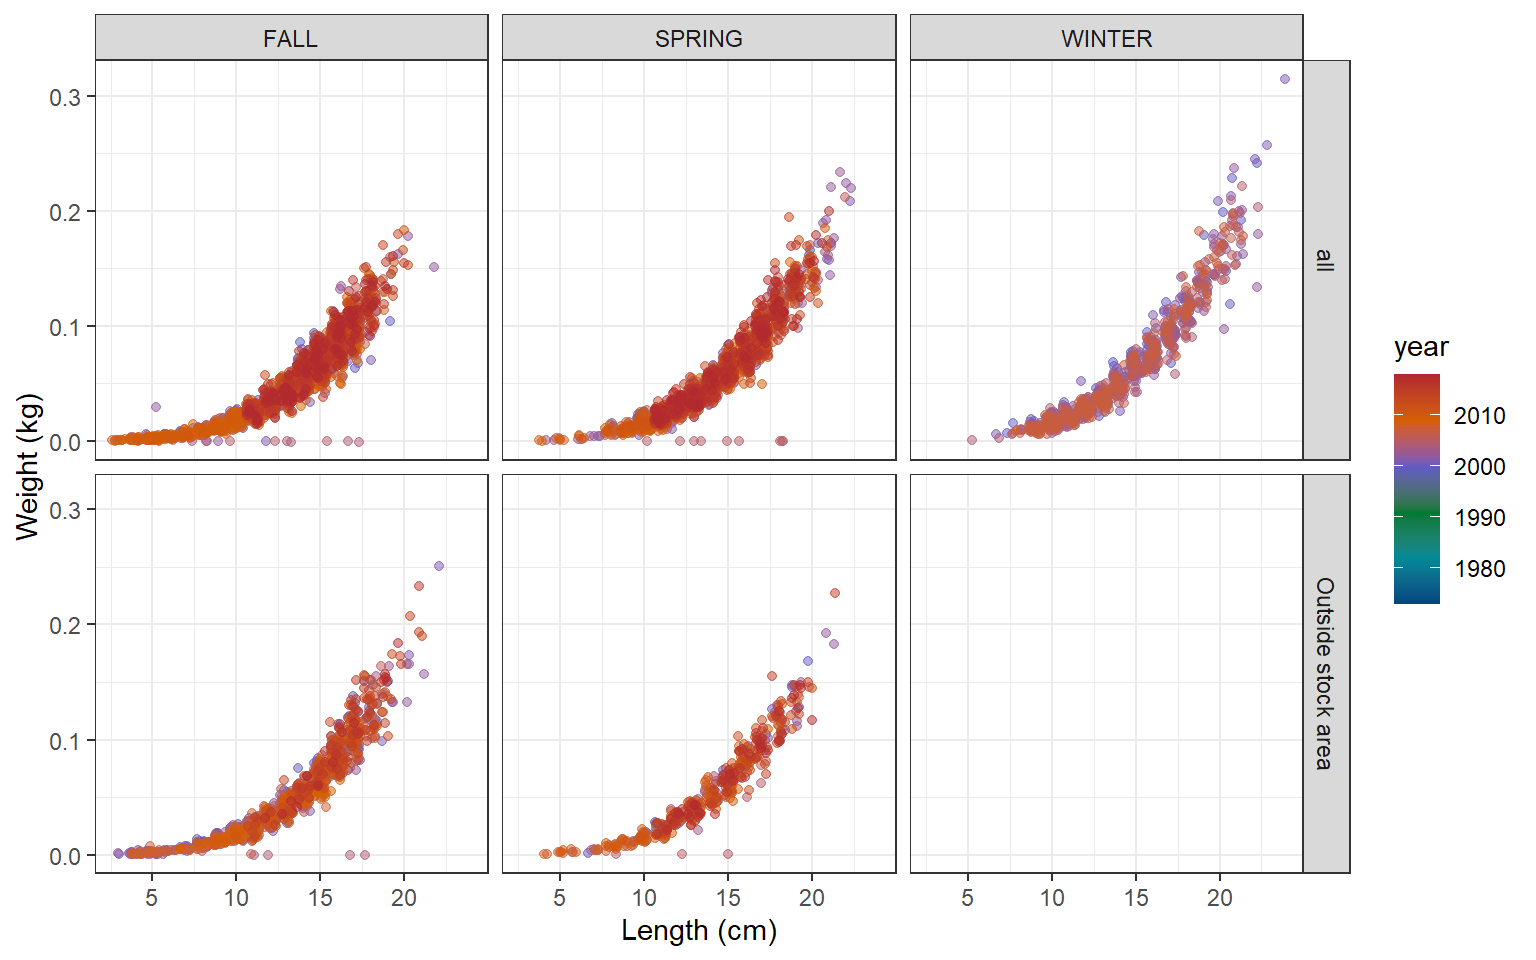 FALL SPRING WINTER
0.3
0.2
0.1
0.0
all
0.3
0.2
0.1
0.0
Outside stock area
Weight (kg)
5 10 15 20 5 10 15 20 5 10 15 20
Length (cm)
year
2010
2000
1990
1980